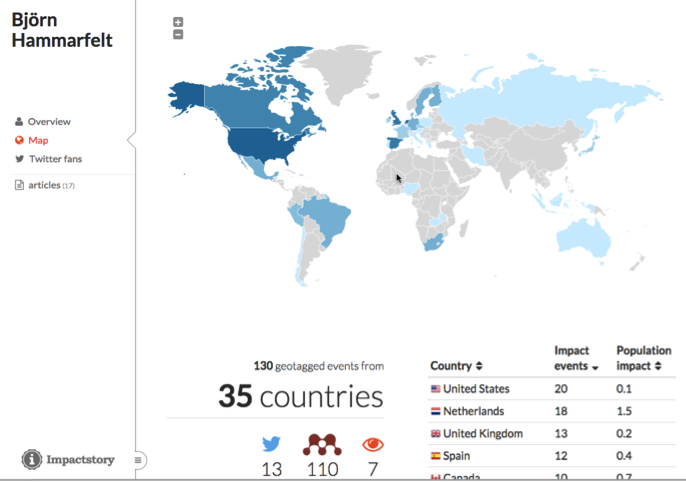 Björn
Hammarfelt
Overview
Map
Twitter fans
articles (17)
Impactstory
130 geotagged events from
35 countries
13 110 7
Country Impact events Population impact
United States 20 0.1
Netherlands 18 1.5
United Kingdom 13 0.2
Spain 12 0.4
Canada 10 0.7